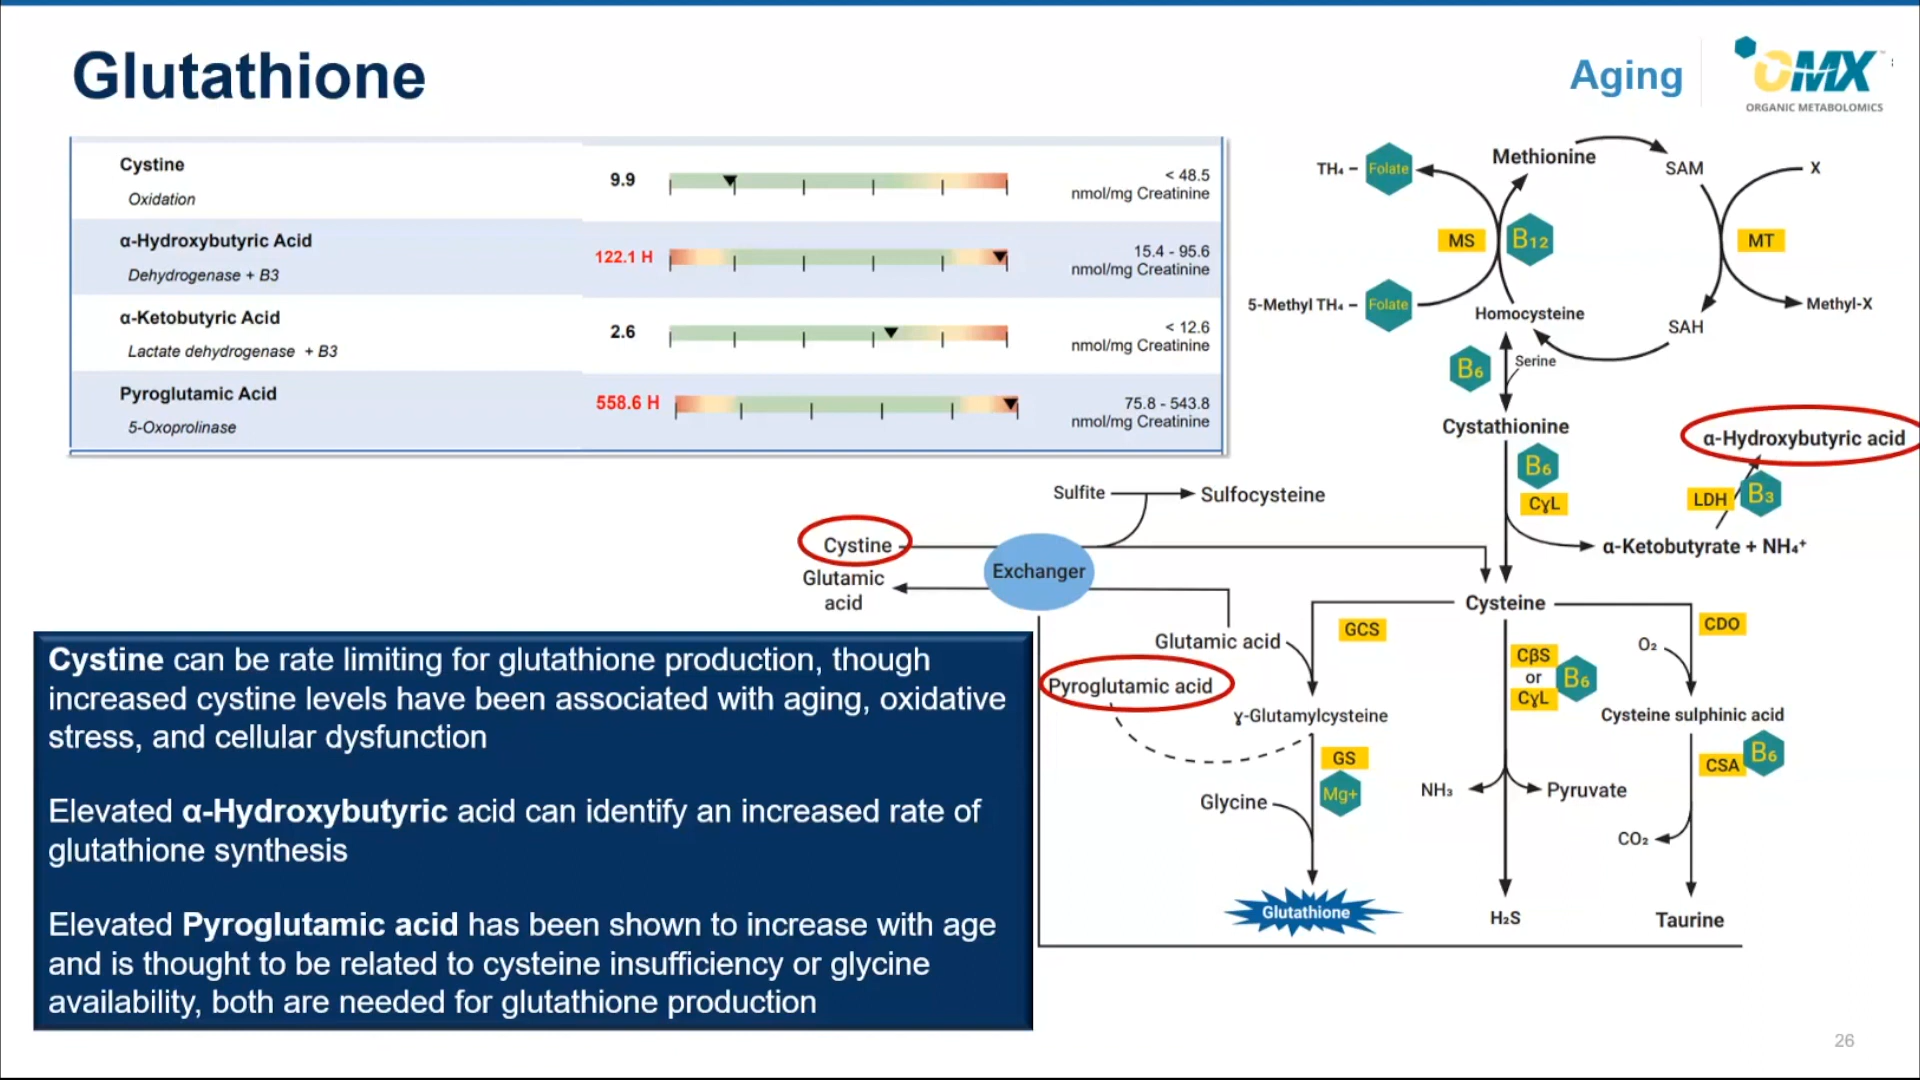 Glutathione
Aging
OMX
ORGANIC METABOLOMICS
Cystine
Oxidation
9.9
< 48.5
nmol/mg Creatinine
α-Hydroxybutyric Acid
Dehydrogenase + B3
122.1 H
15.4 - 95.6
nmol/mg Creatinine
α-Ketobutyric Acid
Lactate dehydrogenase + B3
2.6
< 12.6
nmol/mg Creatinine
Pyroglutamic Acid
5-Oxoprolinase
558.6 H
75.8 - 543.8
nmol/mg Creatinine
Methionine
SAM
X
TH₄ – Folate
MS
B₁₂
MT
5-Methyl TH₄ – Folate
Homocysteine
Methyl-X
SAH
B₆
Serine
Cystathionine
α-Hydroxybutyric acid
B₆
CɣL
LDH
B₃
α-Ketobutyrate + NH₄⁺
Sulfite
Sulfocysteine
Cystine
Exchanger
Glutamic
acid
Cysteine
GCS
CDO
Glutamic acid
O₂
CβS
or
CɣL
B₆
Pyroglutamic acid
ɣ-Glutamylcysteine
Cysteine sulphinic acid
GS
Mg+
CSA
B₆
Glycine
NH₃
Pyruvate
CO₂
Glutathione
H₂S
Taurine
Cystine can be rate limiting for glutathione production, though
increased cystine levels have been associated with aging, oxidative
stress, and cellular dysfunction
Elevated α-Hydroxybutyric acid can identify an increased rate of
glutathione synthesis
Elevated Pyroglutamic acid has been shown to increase with age
and is thought to be related to cysteine insufficiency or glycine
availability, both are needed for glutathione production
26